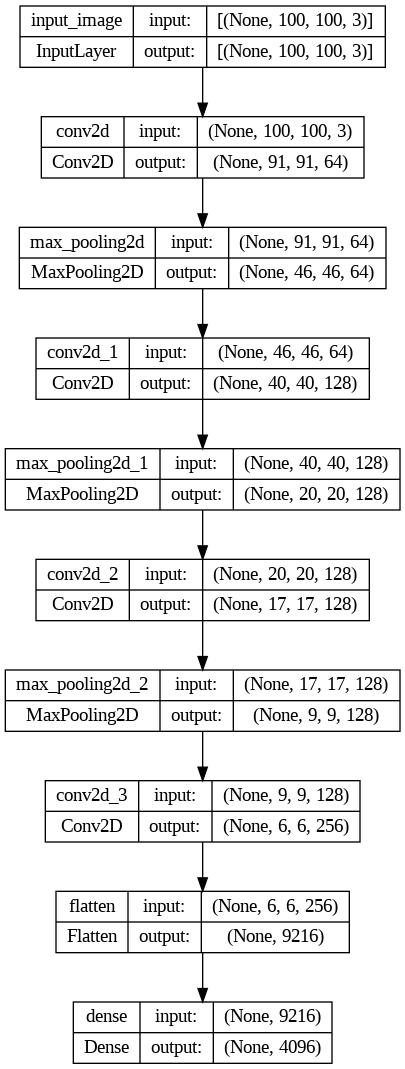 input_image input: [(None, 100, 100, 3)]
InputLayer output: [(None, 100, 100, 3)]
conv2d input: (None, 100, 100, 3)
Conv2D output: (None, 91, 91, 64)
max_pooling2d input: (None, 91, 91, 64)
MaxPooling2D output: (None, 46, 46, 64)
conv2d_1 input: (None, 46, 46, 64)
Conv2D output: (None, 40, 40, 128)
max_pooling2d_1 input: (None, 40, 40, 128)
MaxPooling2D output: (None, 20, 20, 128)
conv2d_2 input: (None, 20, 20, 128)
Conv2D output: (None, 17, 17, 128)
max_pooling2d_2 input: (None, 17, 17, 128)
MaxPooling2D output: (None, 9, 9, 128)
conv2d_3 input: (None, 9, 9, 128)
Conv2D output: (None, 6, 6, 256)
flatten input: (None, 6, 6, 256)
Flatten output: (None, 9216)
dense input: (None, 9216)
Dense output: (None, 4096)